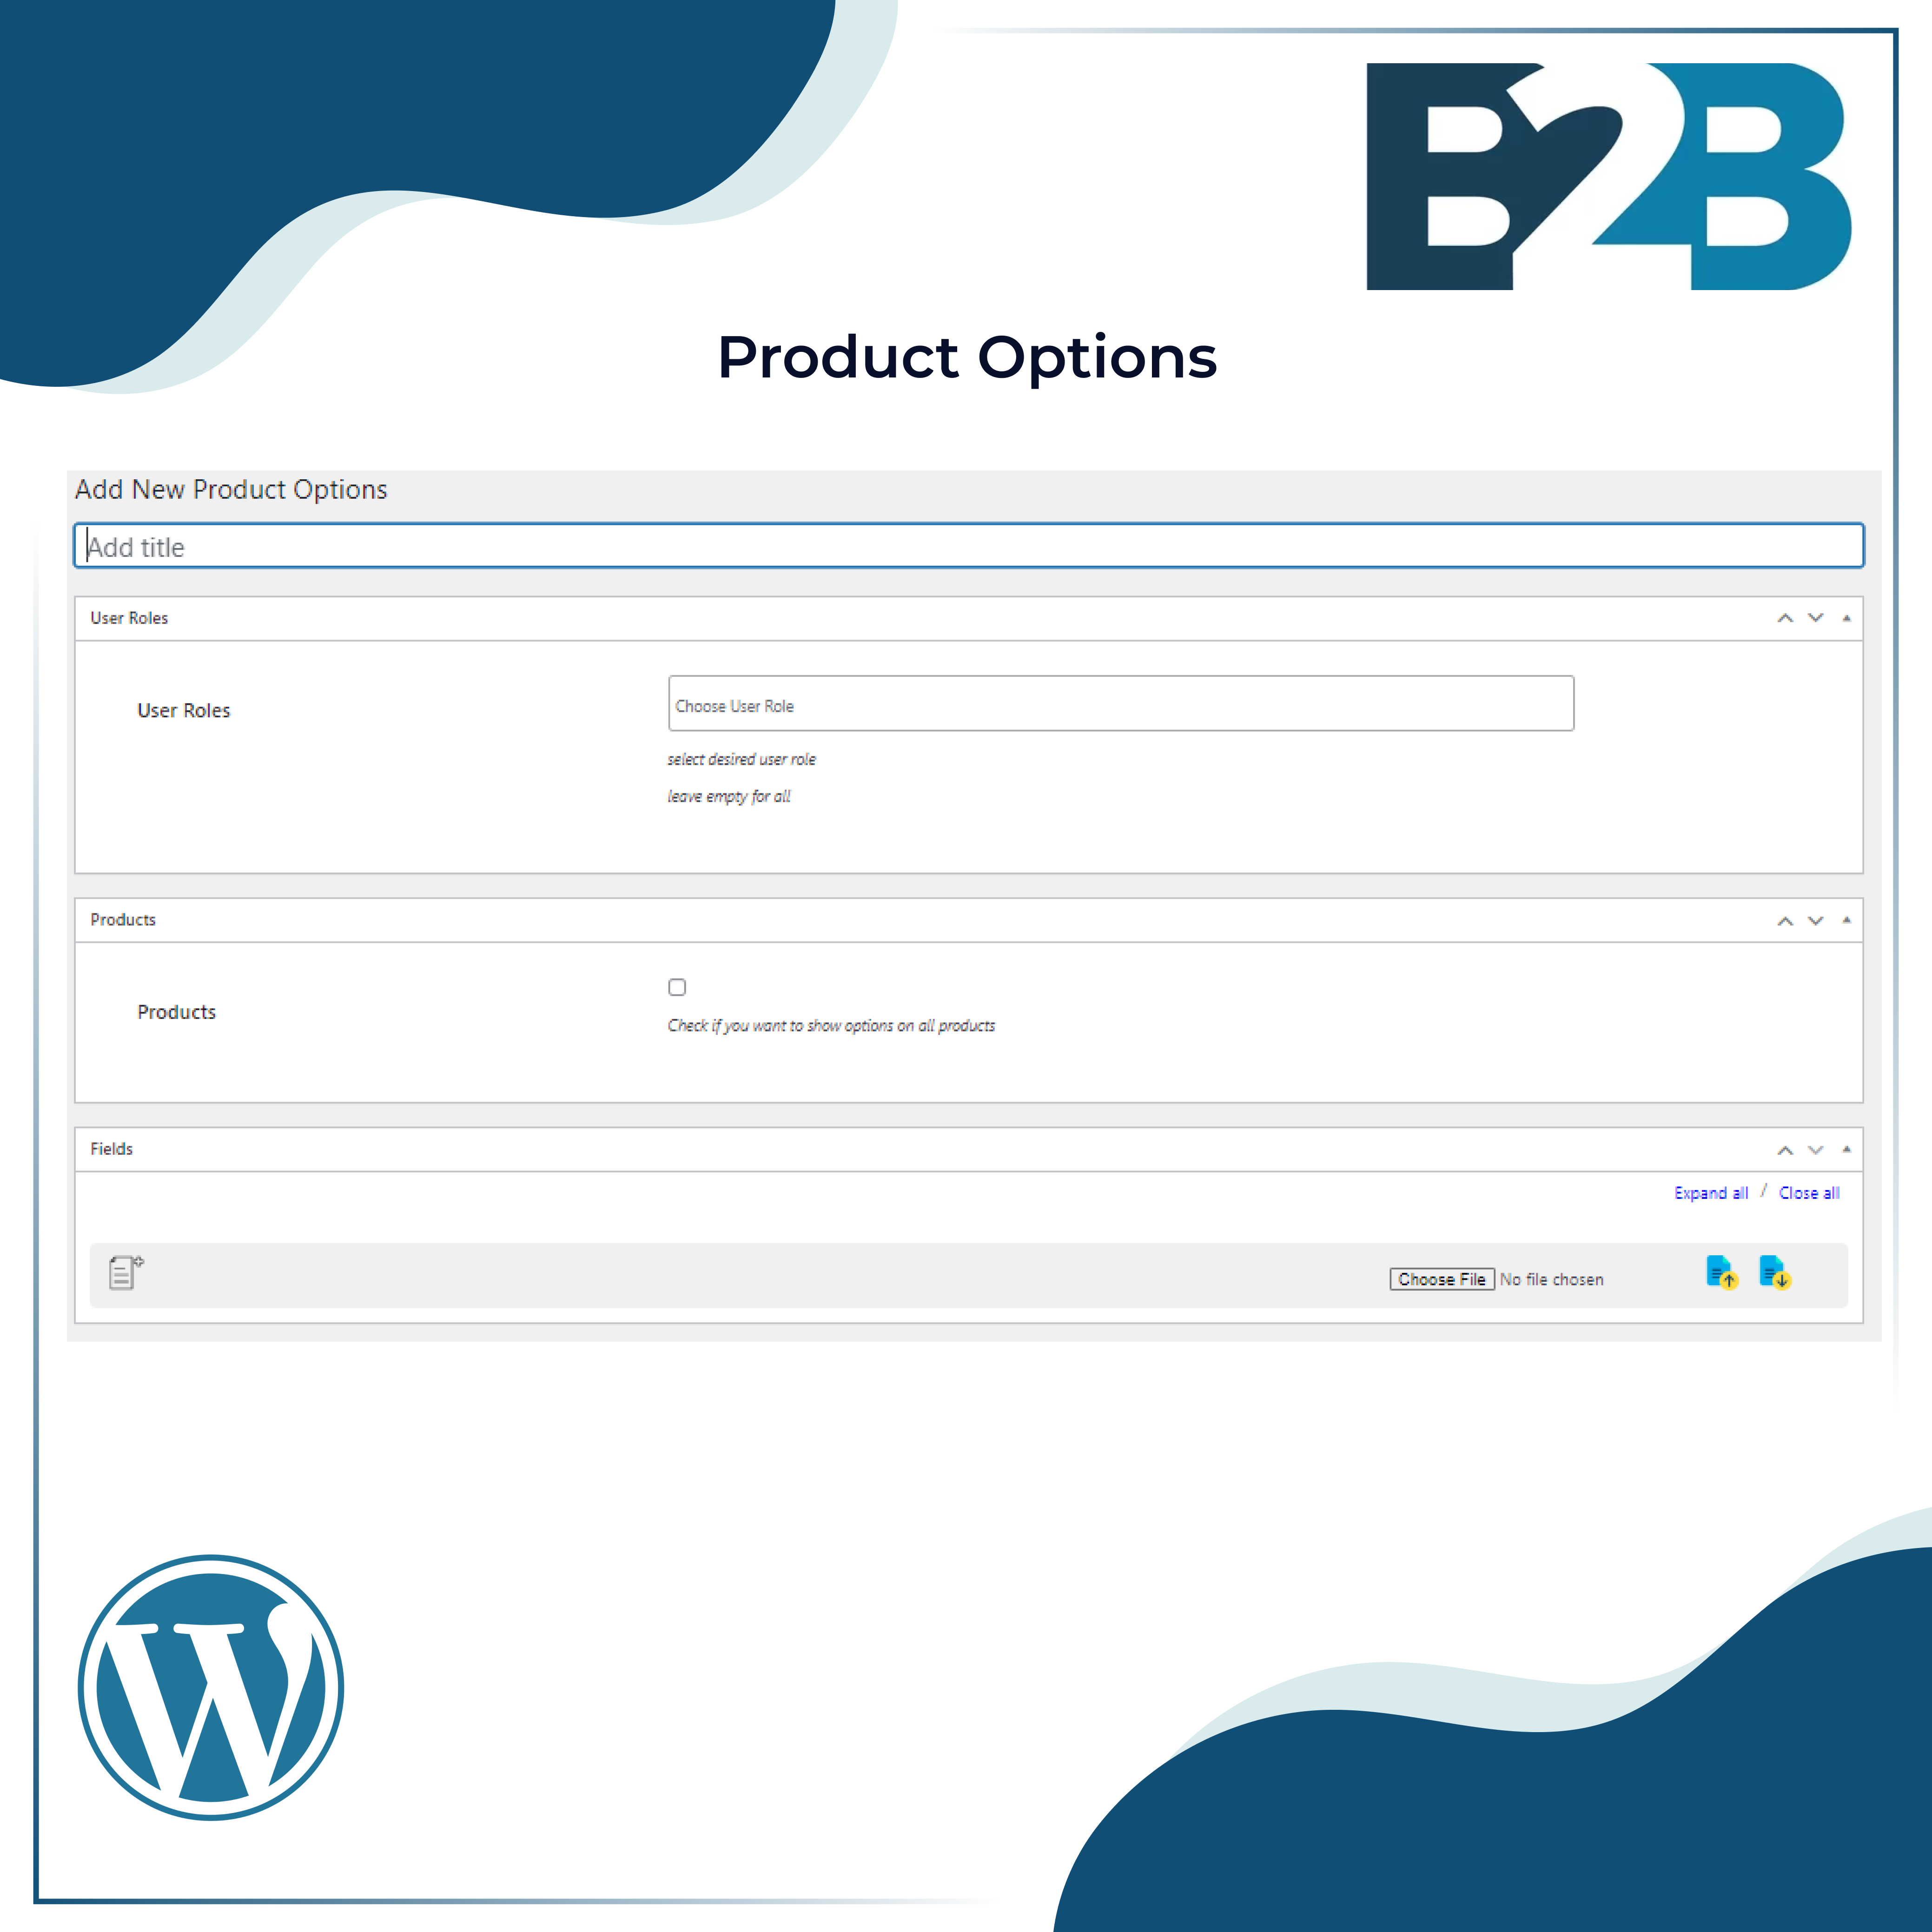 B2B
Product Options
Add New Product Options
Add title
User Roles
User Roles
Choose User Role
select desired user role
leave empty for all
Products
Products
Check if you want to show options on all products
Fields
Expand all / Close all
Choose File No file chosen
W